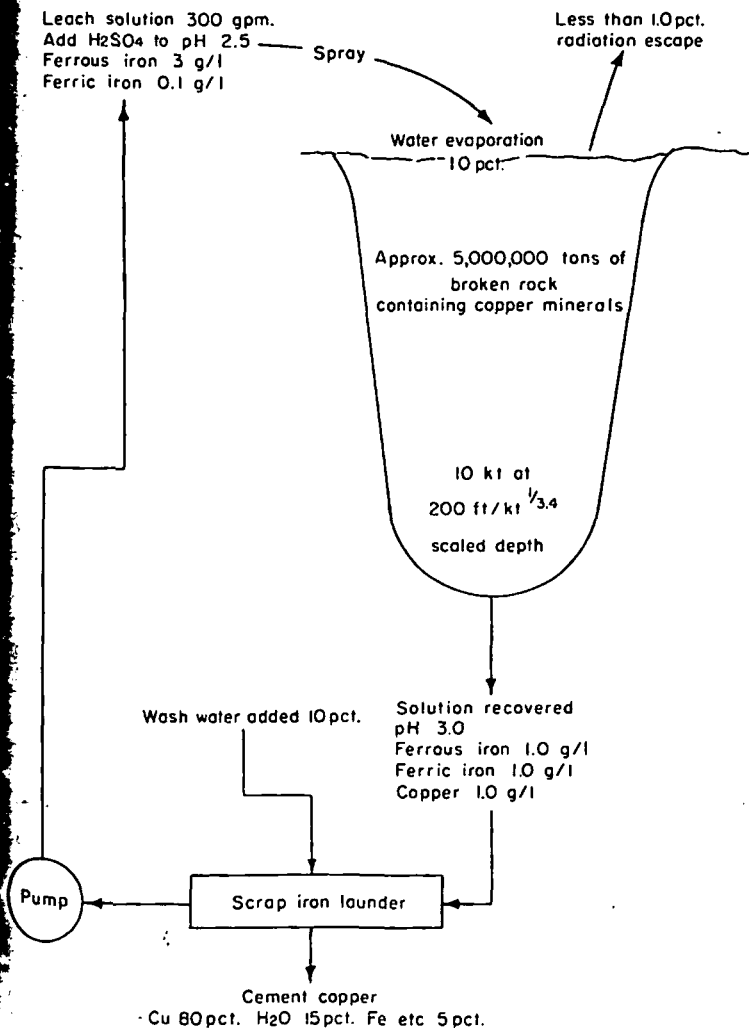 Leach solution 300 gpm.
Add H2SO4 to pH 2.5
Ferrous iron 3 g/l
Ferric iron 0.1 g/l
Spray
Less than 1.0 pct.
radiation escape
Water evaporation
10 pct.
Approx. 5,000,000 tons of
broken rock
containing copper minerals
10 kt at
200 ft/kt 1/3.4
scaled depth
Wash water added 10 pct.
Solution recovered
pH 3.0
Ferrous iron 1.0 g/l
Ferric iron 1.0 g/l
Copper 1.0 g/l
Pump
Scrap iron launder
Cement copper
Cu 80 pct. H2O 15 pct. Fe etc 5 pct.